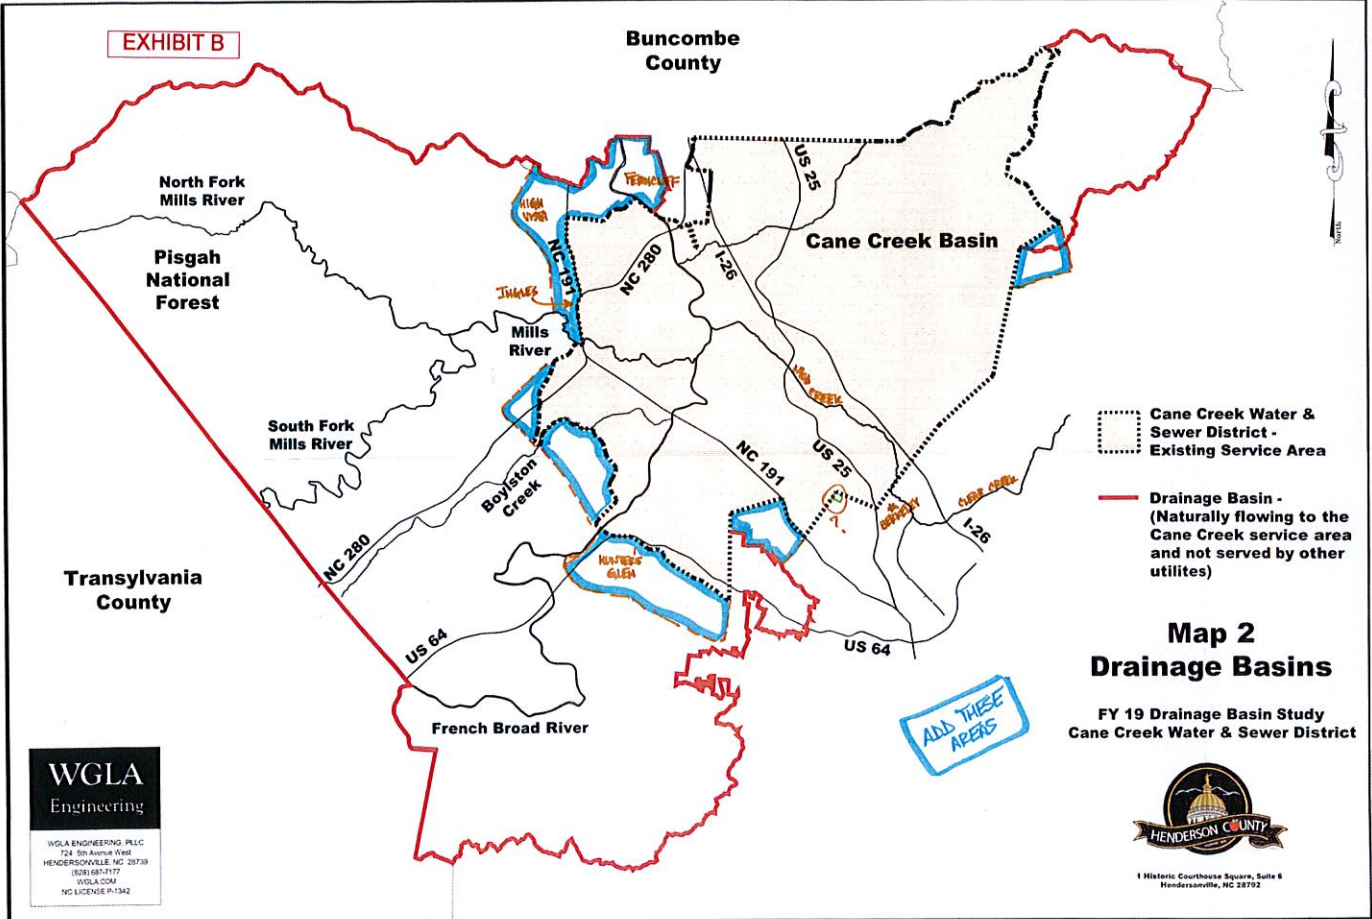 EXHIBIT B
Buncombe
County
North Fork
Mills River
Pisgah
National
Forest
HIGH
VISTA
FERNCLIFF
US 25
NC 191
NC 280
I-26
Cane Creek Basin
INGLES
Mills
River
MUD
CREEK
South Fork
Mills River
Boylston
Creek
NC 191
US 25
?.
BERKELEY
CLEAR CREEK
I-26
NC 280
HUNTERS
GLEN
Transylvania
County
US 64
US 64
French Broad River
ADD THESE
AREAS
North
Cane Creek Water &
Sewer District -
Existing Service Area
Drainage Basin -
(Naturally flowing to the
Cane Creek service area
and not served by other
utilites)
Map 2
Drainage Basins
FY 19 Drainage Basin Study
Cane Creek Water & Sewer District
HENDERSON COUNTY
1 Historic Courthouse Square, Suite 6
Hendersonville, NC 28792
WGLA
Engineering
WGLA ENGINEERING, PLLC
724 5th Avenue West
HENDERSONVILLE, NC 28739
(828) 687-7177
WGLA.COM
NC LICENSE P-1342